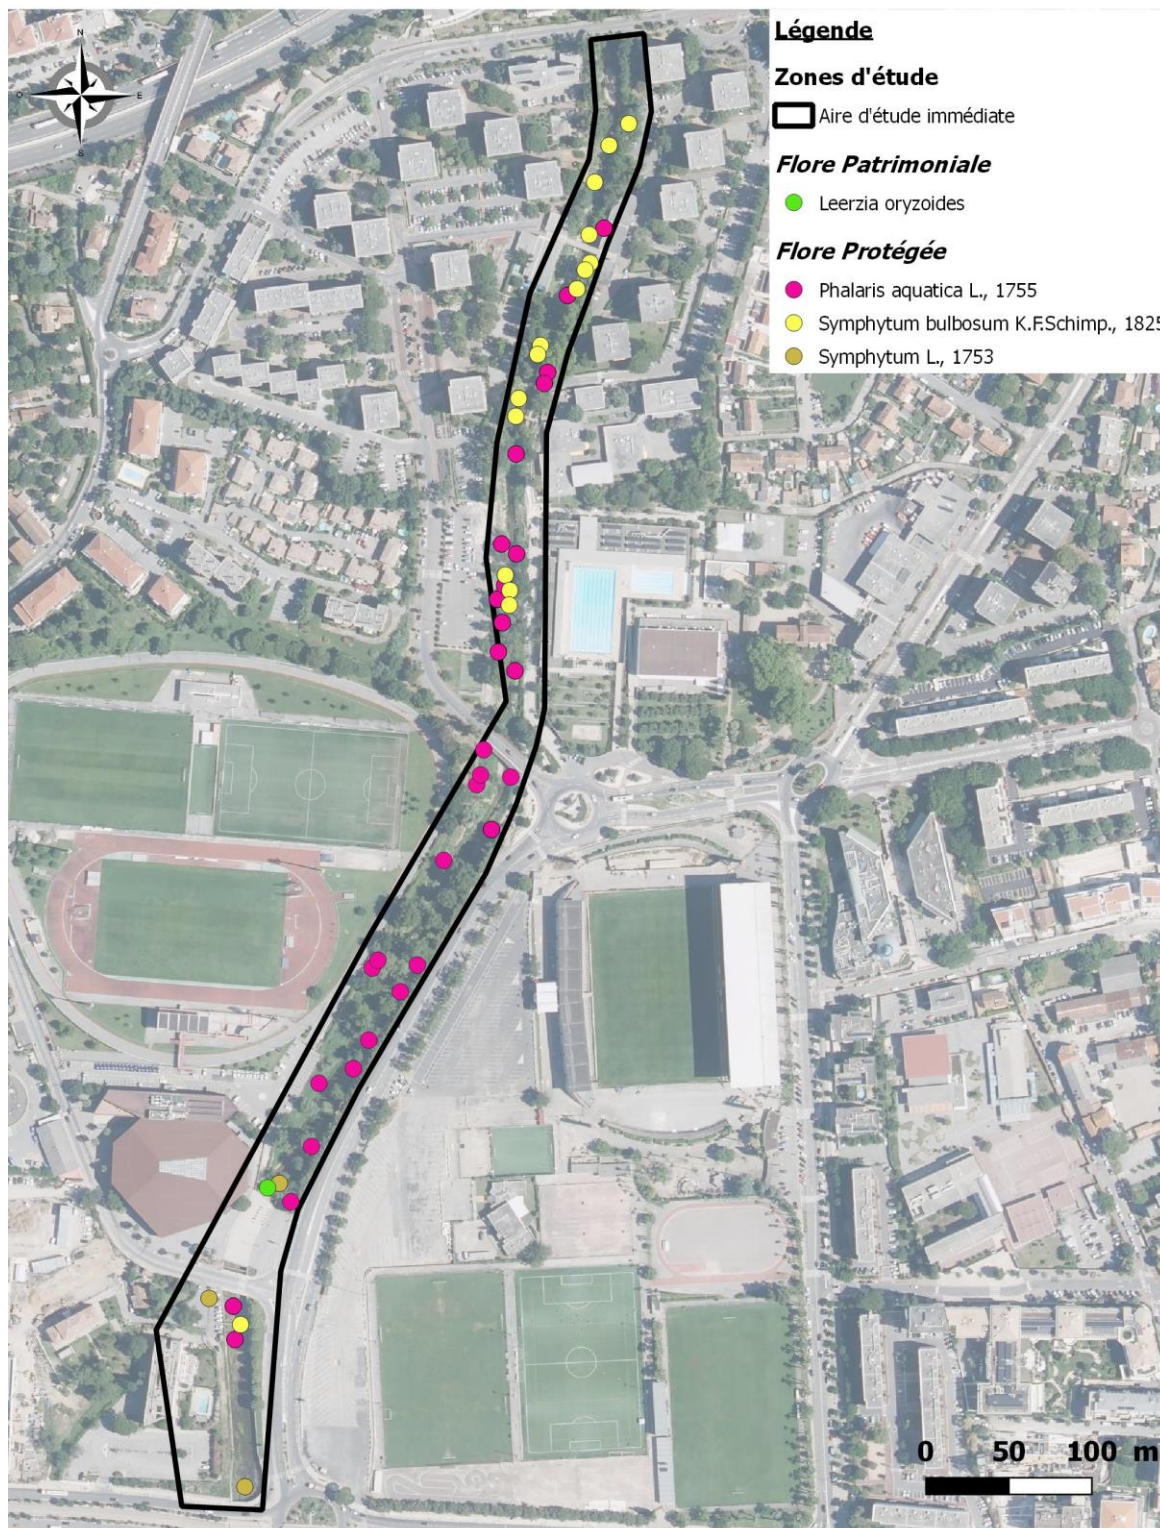 N
O
E
S
Légende
Zones d'étude
Aire d'étude immédiate
Flore Patrimoniale
Leerzia oryzoides
Flore Protégée
Phalaris aquatica L., 1755
Symphytum bulbosum K.F.Schimp., 1825
Symphytum L., 1753
0 50 100 m